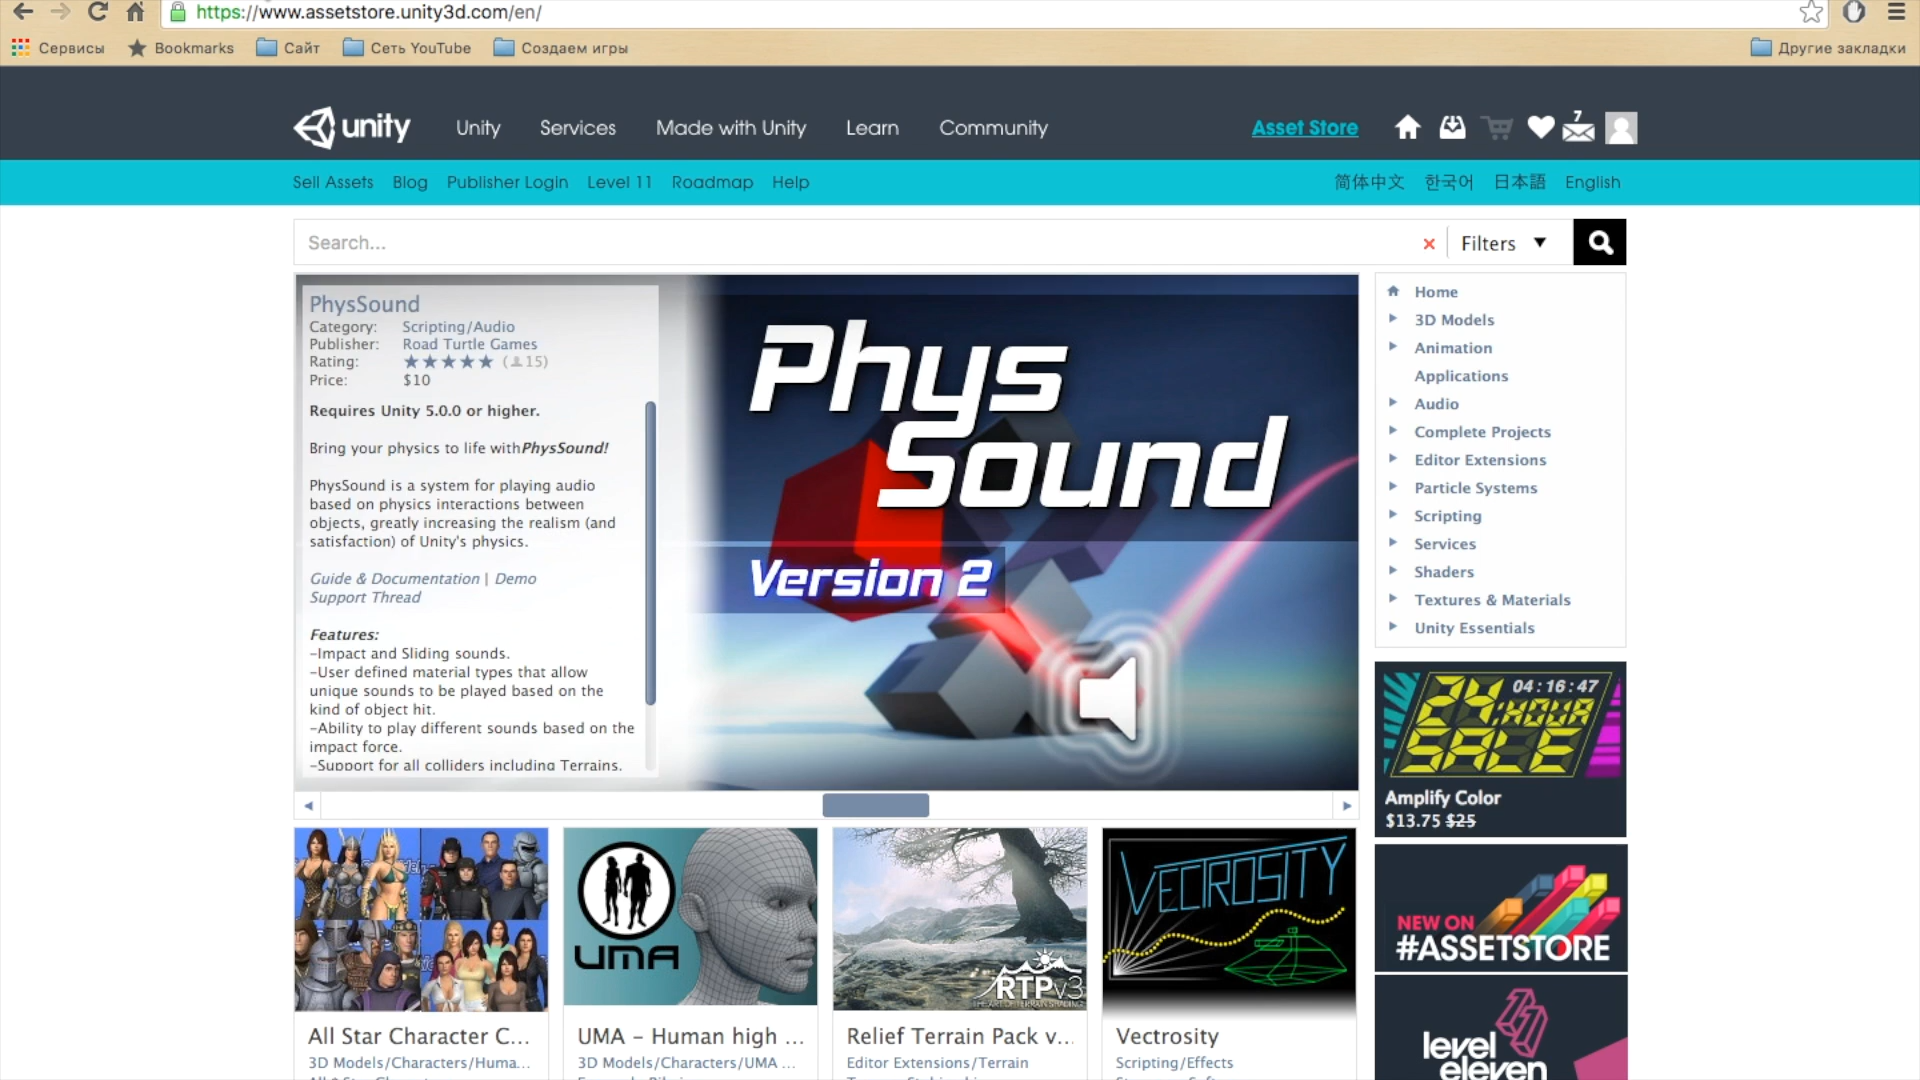 https://www.assetstore.unity3d.com/en/
Сервисы
Bookmarks
Сайт
Сеть YouTube
Создаем игры
Другие закладки
unity
Unity
Services
Made with Unity
Learn
Community
Asset Store
7
Sell Assets
Blog
Publisher Login
Level 11
Roadmap
Help
简体中文
한국어
日本語
English
Search...
Filters
PhysSound
Category: Scripting/Audio
Publisher: Road Turtle Games
Rating: ★★★★★ (15)
Price: $10
Requires Unity 5.0.0 or higher.
Bring your physics to life withPhysSound!
PhysSound is a system for playing audio
based on physics interactions between
objects, greatly increasing the realism (and
satisfaction) of Unity's physics.
Guide & Documentation | Demo
Support Thread
Features:
-Impact and Sliding sounds.
-User defined material types that allow
unique sounds to be played based on the
kind of object hit.
-Ability to play different sounds based on the
impact force.
-Support for all colliders including Terrains.
Phys
Sound
Version 2
Home
3D Models
Animation
Applications
Audio
Complete Projects
Editor Extensions
Particle Systems
Scripting
Services
Shaders
Textures & Materials
Unity Essentials
04:16:47
24 HOUR
SALE
Amplify Color
$13.75 $25
NEW ON
#ASSETSTORE
level
eleven
UMA
RTPv3
VECTROSITY
All Star Character C...
3D Models/Characters/Huma...
UMA - Human high ...
3D Models/Characters/UMA ...
Relief Terrain Pack v...
Editor Extensions/Terrain
Vectrosity
Scripting/Effects